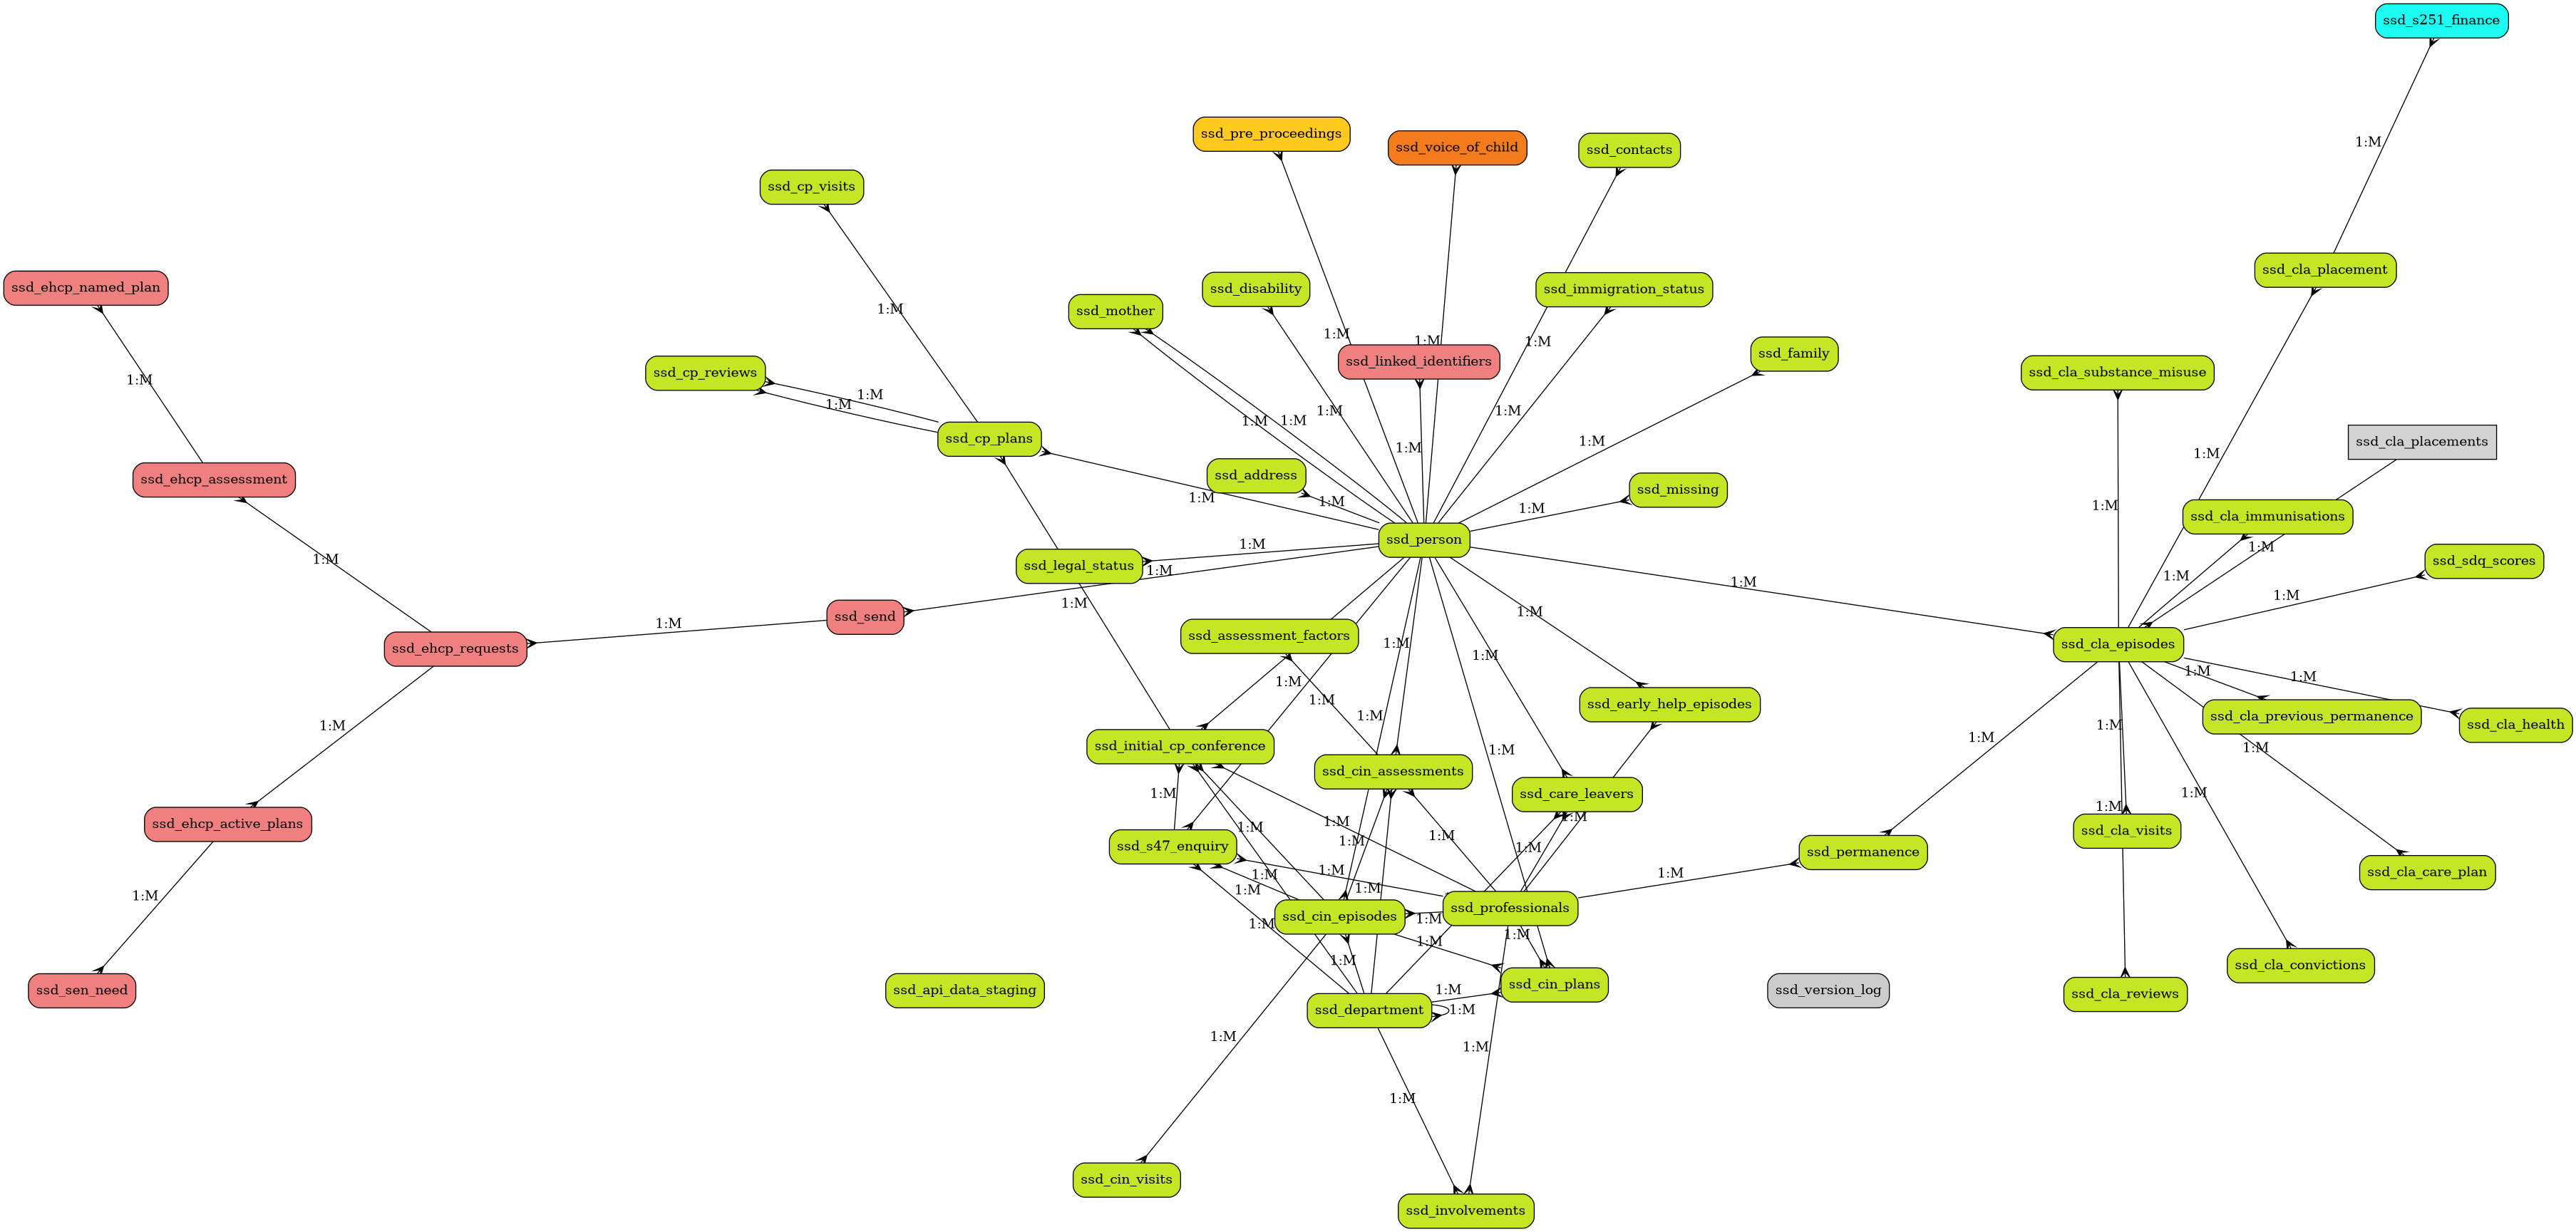 ssd_s251_finance
ssd_pre_proceedings
1:M
ssd_voice_of_child
ssd_contacts
ssd_cp_visits
ssd_cla_placement
ssd_ehcp_named_plan
ssd_disability
ssd_immigration_status
ssd_mother
1:M
1:M
1:M
1:M
ssd_family
ssd_linked_identifiers
ssd_cp_reviews
ssd_cla_substance_misuse
1:M
1:M
1:M
1:M
1:M
1:M
1:M
1:M
ssd_cp_plans
1:M
1:M
ssd_cla_placements
1:M
ssd_ehcp_assessment
ssd_address
ssd_missing
1:M
1:M
1:M
1:M
ssd_cla_immunisations
ssd_person
1:M
1:M
ssd_sdq_scores
1:M
ssd_legal_status
1:M
1:M
1:M
1:M
1:M
1:M
ssd_send
1:M
ssd_ehcp_requests
ssd_assessment_factors
1:M
ssd_cla_episodes
1:M
1:M
1:M
1:M
1:M
ssd_early_help_episodes
1:M
1:M
ssd_cla_previous_permanence
ssd_cla_health
1:M
1:M
1:M
ssd_initial_cp_conference
1:M
1:M
ssd_cin_assessments
1:M
ssd_care_leavers
1:M
1:M
1:M
ssd_ehcp_active_plans
1:M
1:M
1:M
ssd_cla_visits
1:M
1:M
1:M
ssd_s47_enquiry
1:M
ssd_permanence
1:M
1:M
1:M
ssd_cla_care_plan
1:M
1:M
1:M
ssd_professionals
ssd_cin_episodes
1:M
1:M
1:M
1:M
1:M
ssd_cla_convictions
ssd_sen_need
ssd_api_data_staging
1:M
ssd_cin_plans
ssd_version_log
ssd_cla_reviews
ssd_department
1:M
1:M
1:M
1:M
ssd_cin_visits
ssd_involvements